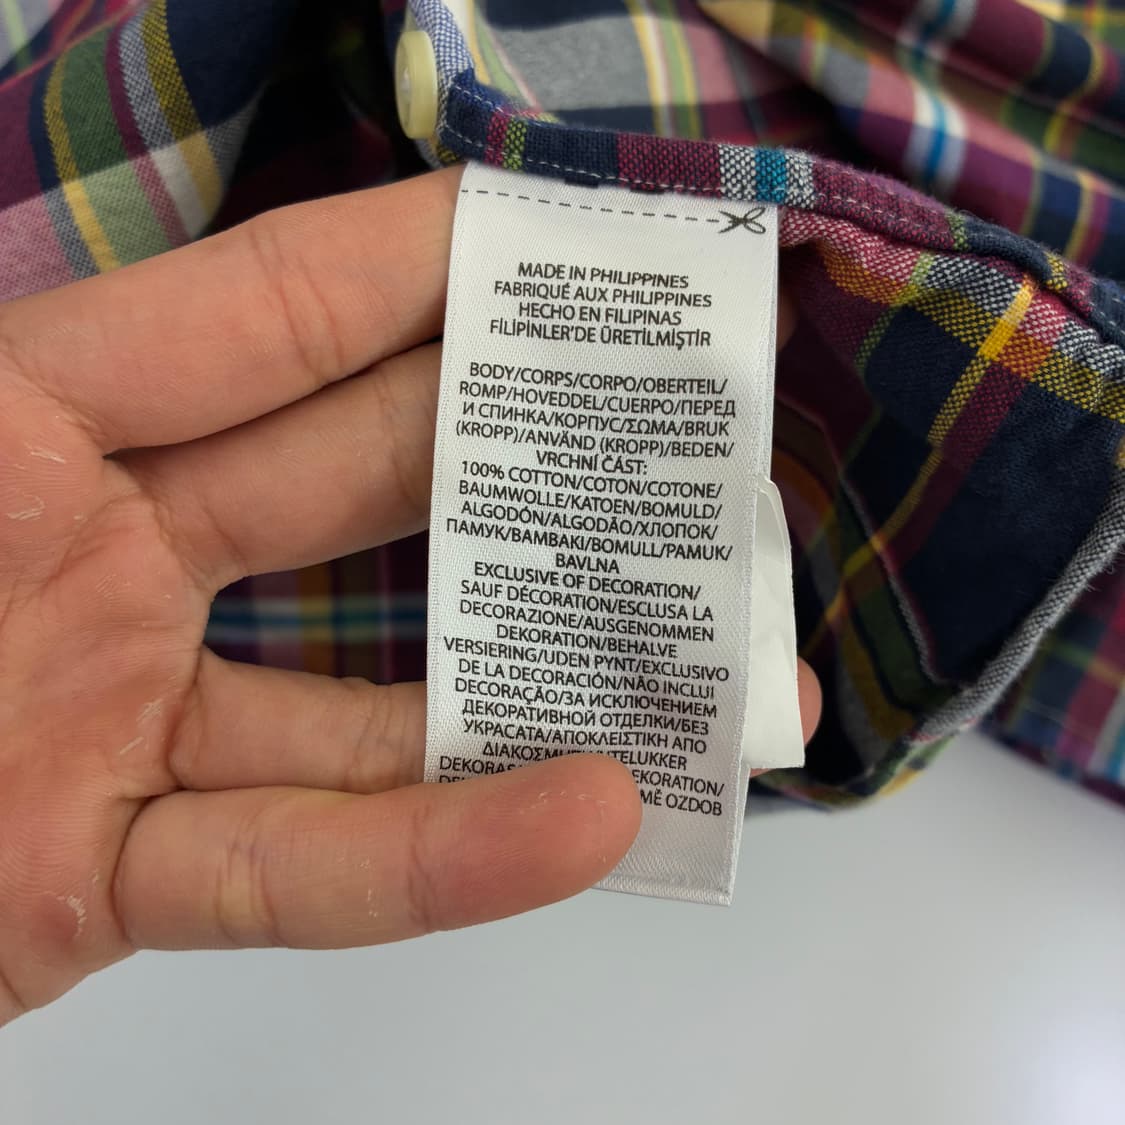 MADE IN PHILIPPINES
FABRIQUÉ AUX PHILIPPINES
HECHO EN FILIPINAS
FİLİPİNLER'DE ÜRETİLMİŞTİR
BODY/CORPS/CORPO/OBERTEIL/
ROMP/HOVEDDEL/CUERPO/ПЕРЕД
И СПИНКА/КОРПУС/ΣΩΜΑ/BRUK
(KROPP)/ANVÄND (KROPP)/BEDEN/
VRCHNÍ ČÁST:
100% COTTON/COTON/COTONE/
BAUMWOLLE/KATOEN/BOMULD/
ALGODÓN/ALGODÃO/ХЛОПОК/
ПАМУК/ΒΑΜΒΑΚΙ/BOMULL/PAMUK/
BAVLNA
EXCLUSIVE OF DECORATION/
SAUF DÉCORATION/ESCLUSA LA
DECORAZIONE/AUSGENOMMEN
DEKORATION/BEHALVE
VERSIERING/UDEN PYNT/EXCLUSIVO
DE LA DECORACIÓN/NÃO INCLUI
DECORAÇÃO/ЗА ИСКЛЮЧЕНИЕМ
ДЕКОРАТИВНОЙ ОТДЕЛКИ/БЕЗ
УКРАСАТА/ΑΠΟΚΛΕΙΣΤΙΚΗ ΑΠΟ
OZDOB